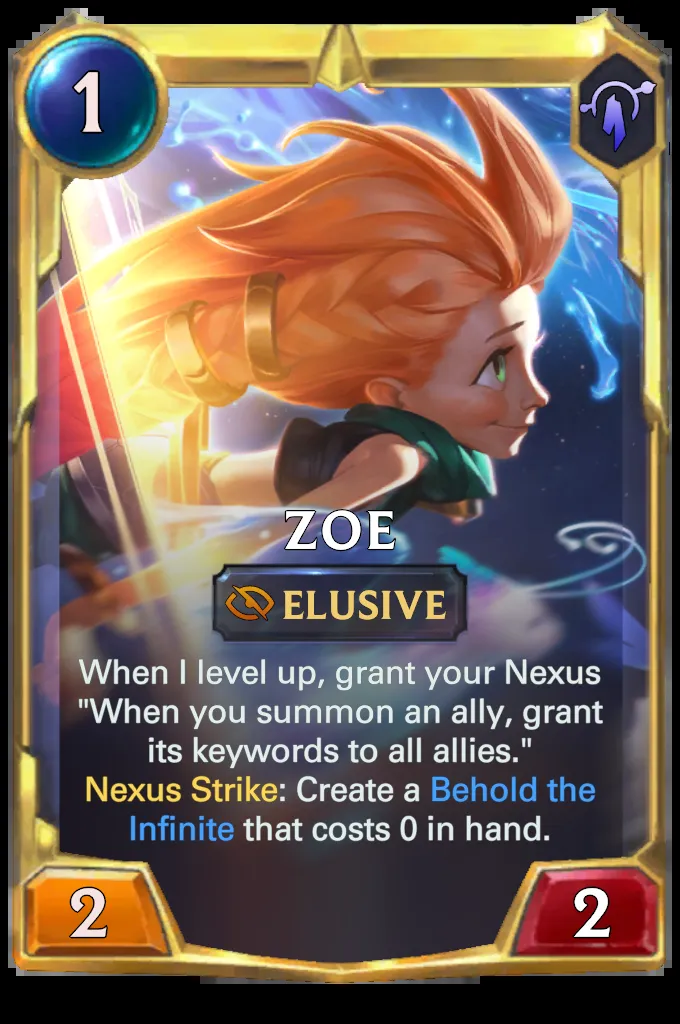 1
ZOE
ELUSIVE
When I level up, grant your Nexus
"When you summon an ally, grant
its keywords to all allies."
Nexus Strike: Create a Behold the
Infinite that costs 0 in hand.
2
2